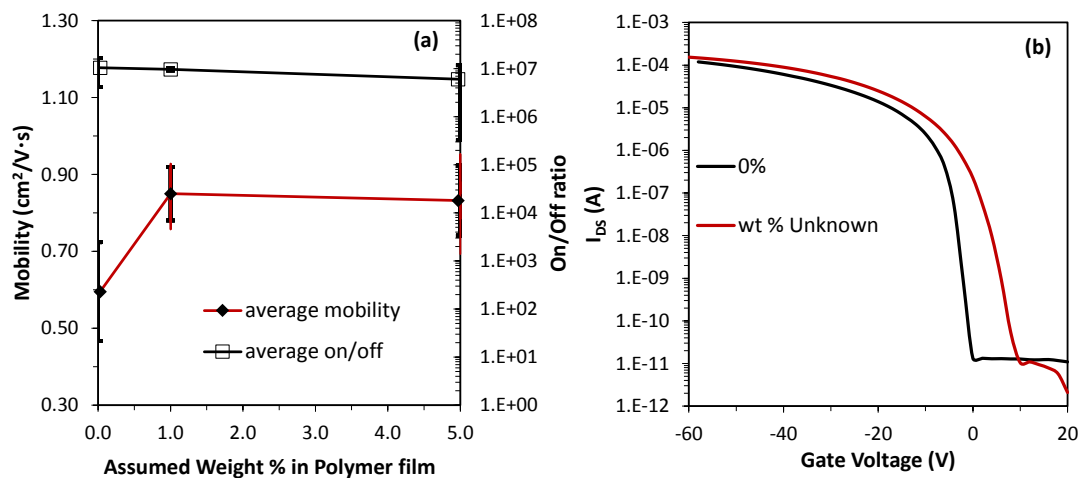 (a)
1.30
1.10
0.90
0.70
0.50
0.30
Mobility (cm²/V·s)
1.E+08
1.E+07
1.E+06
1.E+05
1.E+04
1.E+03
1.E+02
1.E+01
1.E+00
On/Off ratio
average mobility
average on/off
0.0 1.0 2.0 3.0 4.0 5.0
Assumed Weight % in Polymer film
(b)
1.E-03
1.E-04
1.E-05
1.E-06
1.E-07
1.E-08
1.E-09
1.E-10
1.E-11
1.E-12
I_DS (A)
0%
wt % Unknown
-60 -40 -20 0 20
Gate Voltage (V)